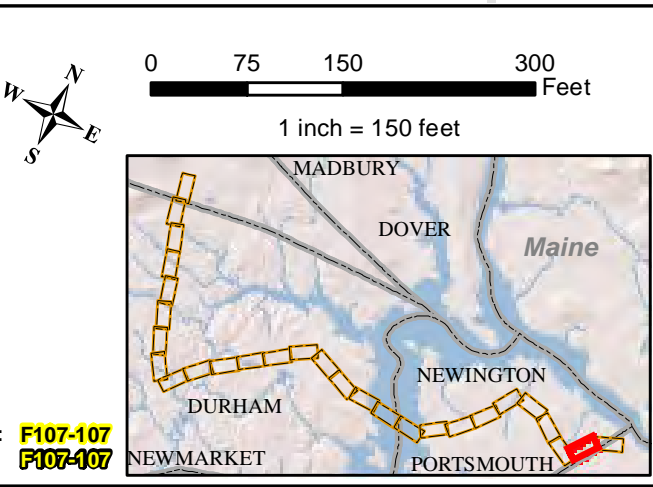 N
W
E
S
0 75 150 300
Feet
1 inch = 150 feet
MADBURY
DOVER
Maine
NEWINGTON
DURHAM
: F107-107
F107-107
NEWMARKET
PORTSMOUTH